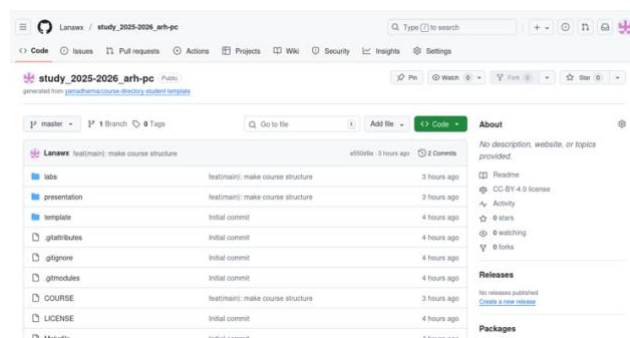 Lanawx / study_2025-2026_arh-pc
Type / to search
Code Issues Pull requests Actions Projects Wiki Security Insights Settings
study_2025-2026_arh-pc Public
Pin Watch 0 Fork 0 Star 0
generated from yamadharma/course-directory-student-template
master 1 Branch 0 Tags
Go to file t
Add file Code
About
No description, website, or topics
provided.
Lanawx feat(main): make course structure
3 hours ago 2 Commits
labs feat(main): make course structure 3 hours ago
presentation feat(main): make course structure 3 hours ago
template Initial commit 4 hours ago
.gitattributes Initial commit 4 hours ago
.gitignore Initial commit 4 hours ago
.gitmodules Initial commit 4 hours ago
COURSE feat(main): make course structure 3 hours ago
LICENSE Initial commit 4 hours ago
Readme
CC-BY-4.0 license
Activity
0 stars
0 watching
0 forks
Releases
No releases published
Create a new release
Packages